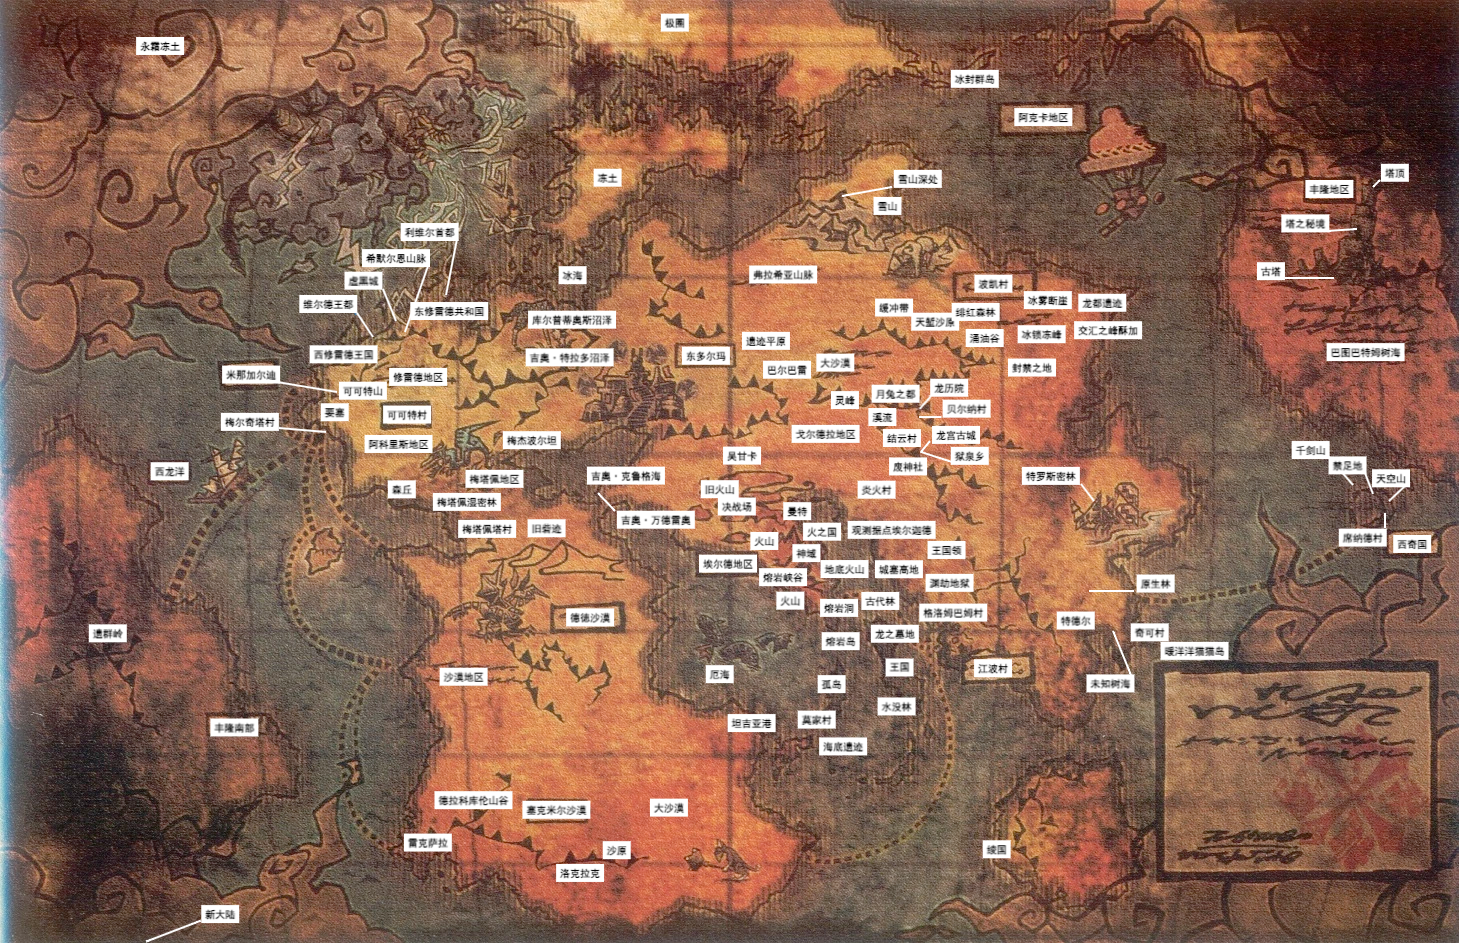 极圈
永霜冻土
冰封群岛
阿克卡地区
塔顶
冻土
雪山深处
丰隆地区
雪山
塔之秘境
利维尔首都
希默尔恩山脉
古塔
冰海
弗拉希亚山脉
虚黑城
波凯村
维尔德王都
东修雷德共和国
缓冲带
绯红森林
冰雾断崖
龙都遗迹
库尔普蒂奥斯沼泽
天堑沙原
涌油谷
冰锁冻峰
交汇之峰酥加
遗迹平原
西修雷德王国
吉奥·特拉多沼泽
东多尔玛
巴图巴特姆树海
巴尔巴雷
大沙漠
封禁之地
米那加尔迪
修雷德地区
可可特山
月兔之都
龙历院
灵峰
要塞
可可特村
溪流
贝尔纳村
梅尔奇塔村
戈尔德拉地区
结云村
龙宫古城
阿科里斯地区
梅杰波尔坦
千剑山
吴甘卡
狱泉乡
西龙洋
废神社
禁足地
梅塔佩地区
吉奥·克鲁格海
特罗斯密林
天空山
森丘
旧火山
炎火村
梅塔佩湿密林
决战场
曼特
吉奥·万德雷奥
梅塔佩塔村
旧砦迹
火之国
观测据点埃尔迦德
火山
席纳德村
西奇国
神域
王国领
埃尔德地区
熔岩峡谷
地底火山
城塞高地
渊劫地狱
原生林
火山
熔岩洞
古代林
格洛姆巴姆村
德德沙漠
特德尔
遗群岭
熔岩岛
龙之墓地
奇可村
暖洋洋猫猫岛
厄海
沙漠地区
王国
江波村
孤岛
未知树海
水没林
丰隆南部
坦吉亚港
莫家村
海底遗迹
德拉科库伦山谷
塞克米尔沙漠
大沙漠
雷克萨拉
沙原
绫国
洛克拉克
新大陆